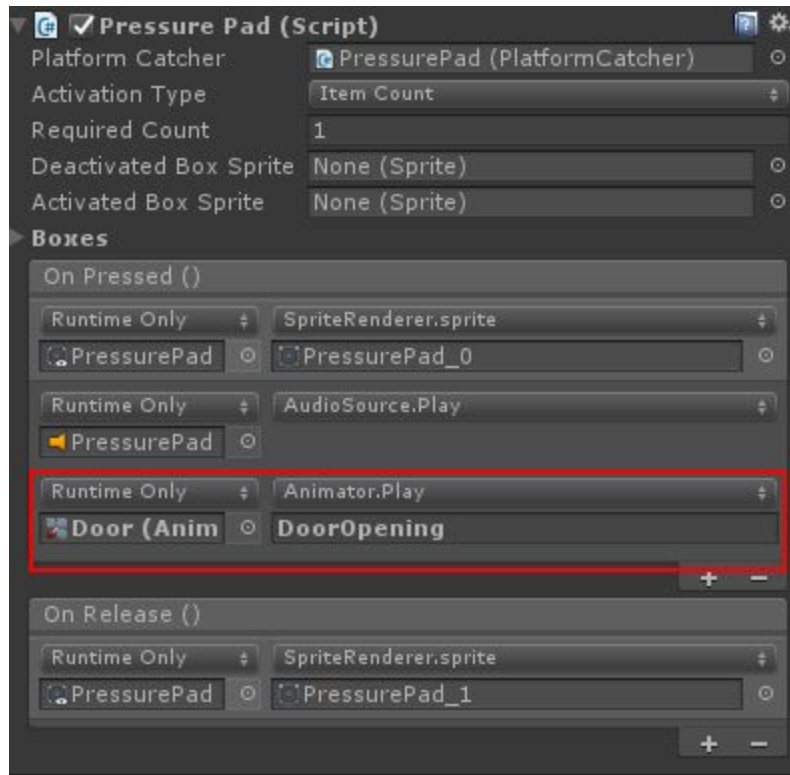 Pressure Pad (Script)
Platform Catcher PressurePad (PlatformCatcher)
Activation Type Item Count
Required Count 1
Deactivated Box Sprite None (Sprite)
Activated Box Sprite None (Sprite)
Boxes
On Pressed ()
Runtime Only SpriteRenderer.sprite
PressurePad PressurePad_0
Runtime Only AudioSource.Play
PressurePad
Runtime Only Animator.Play
Door (Anim DoorOpening
+ −
On Release ()
Runtime Only SpriteRenderer.sprite
PressurePad PressurePad_1
+ −